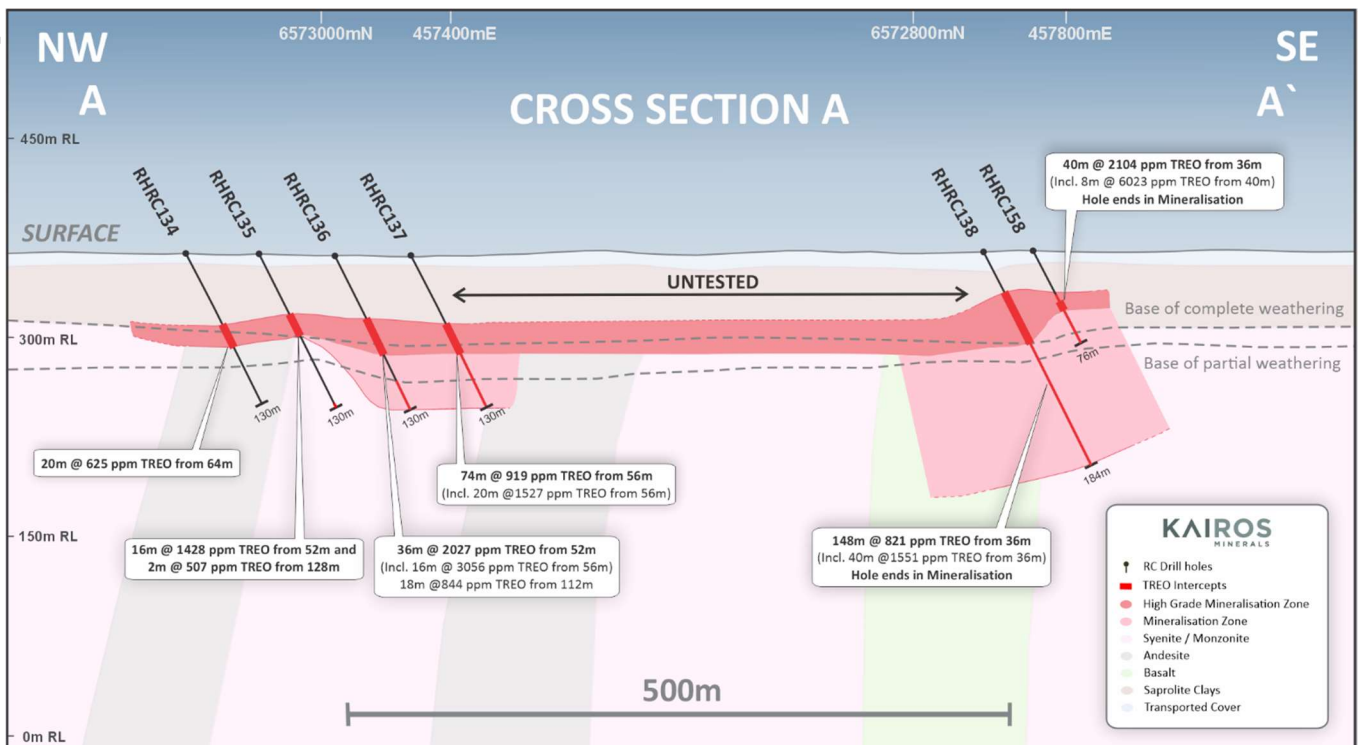 6573000mN
457400mE
6572800mN
457800mE
NW
A
SE
A`
CROSS SECTION A
450m RL
300m RL
150m RL
0m RL
RHRC134
RHRC135
RHRC136
RHRC137
RHRC138
RHRC158
SURFACE
40m @ 2104 ppm TREO from 36m
(Incl. 8m @ 6023 ppm TREO from 40m)
Hole ends in Mineralisation
UNTESTED
Base of complete weathering
Base of partial weathering
130m
130m
130m
130m
76m
184m
20m @ 625 ppm TREO from 64m
74m @ 919 ppm TREO from 56m
(Incl. 20m @1527 ppm TREO from 56m)
16m @ 1428 ppm TREO from 52m and
2m @ 507 ppm TREO from 128m
36m @ 2027 ppm TREO from 52m
(Incl. 16m @ 3056 ppm TREO from 56m)
18m @844 ppm TREO from 112m
148m @ 821 ppm TREO from 36m
(Incl. 40m @1551 ppm TREO from 36m)
Hole ends in Mineralisation
500m
KAIROS
MINERALS
RC Drill holes
TREO Intercepts
High Grade Mineralisation Zone
Mineralisation Zone
Syenite / Monzonite
Andesite
Basalt
Saprolite Clays
Transported Cover